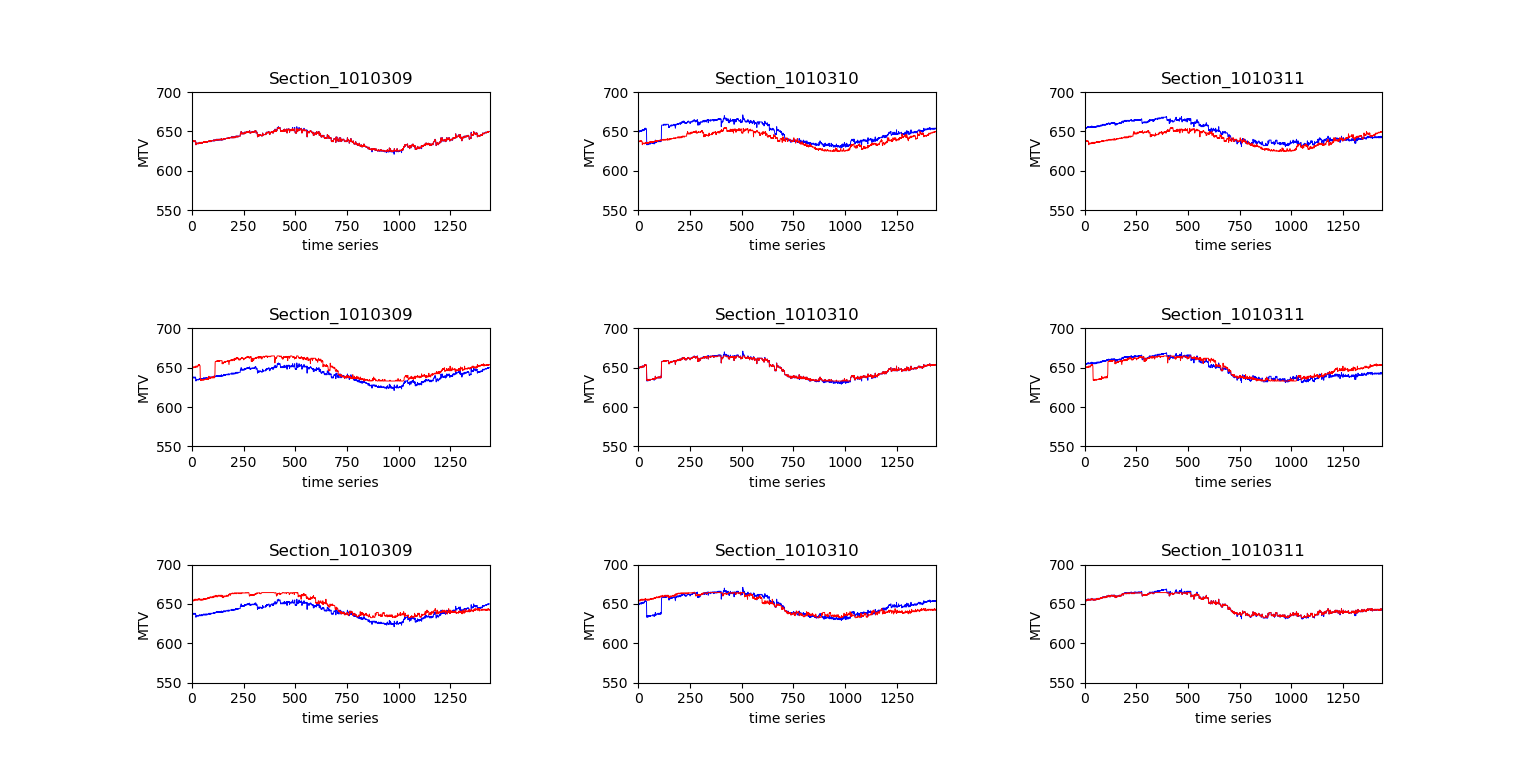 Section_1010309 Section_1010310 Section_1010311
700 700 700
650 650 650
MTV MTV MTV
600 600 600
550 550 550
0 250 500 750 1000 1250 0 250 500 750 1000 1250 0 250 500 750 1000 1250
time series time series time series
Section_1010309 Section_1010310 Section_1010311
700 700 700
650 650 650
MTV MTV MTV
600 600 600
550 550 550
0 250 500 750 1000 1250 0 250 500 750 1000 1250 0 250 500 750 1000 1250
time series time series time series
Section_1010309 Section_1010310 Section_1010311
700 700 700
650 650 650
MTV MTV MTV
600 600 600
550 550 550
0 250 500 750 1000 1250 0 250 500 750 1000 1250 0 250 500 750 1000 1250
time series time series time series